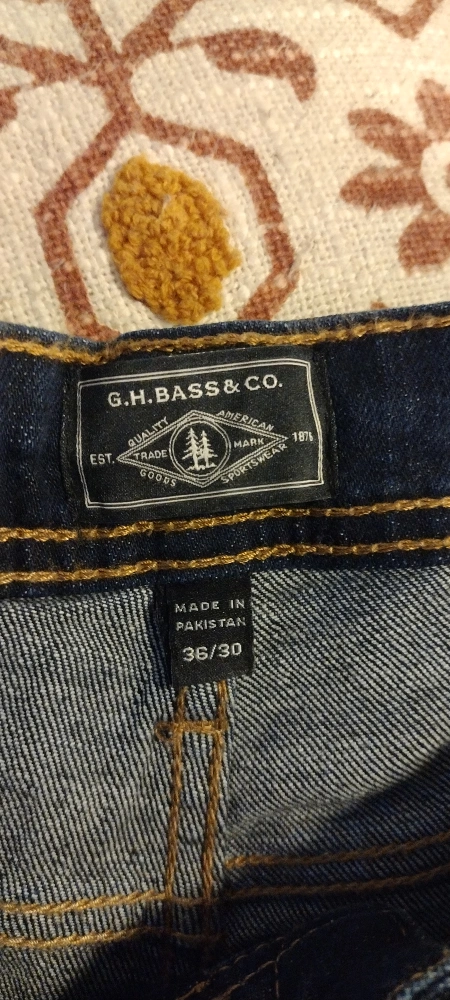 G.H.BASS & CO.
QUALITY AMERICAN
EST. TRADE MARK 1876
GOODS SPORTSWEAR
MADE IN
PAKISTAN
36/30